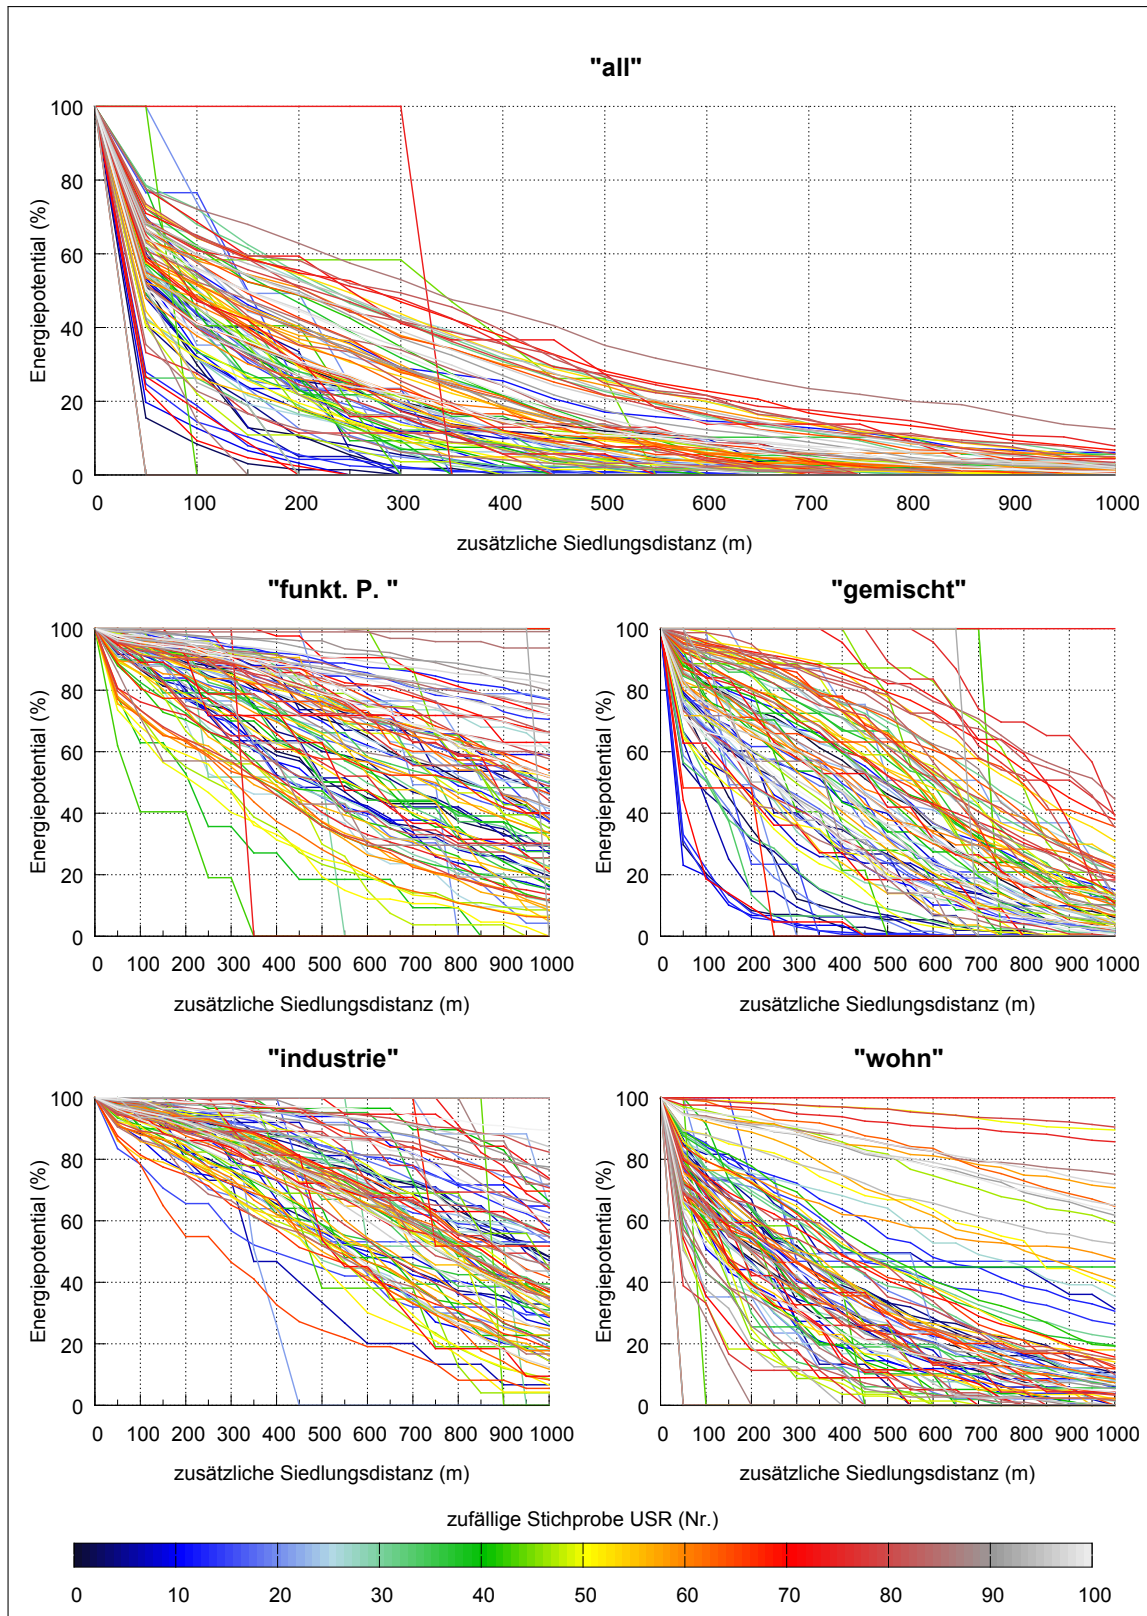 "all"
100
80
60
40
20
0
Energiepotential (%)
0 100 200 300 400 500 600 700 800 900 1000
zusätzliche Siedlungsdistanz (m)
"funkt. P. "
100
80
60
40
20
0
Energiepotential (%)
0 100 200 300 400 500 600 700 800 900 1000
zusätzliche Siedlungsdistanz (m)
"gemischt"
100
80
60
40
20
0
Energiepotential (%)
0 100 200 300 400 500 600 700 800 900 1000
zusätzliche Siedlungsdistanz (m)
"industrie"
100
80
60
40
20
0
Energiepotential (%)
0 100 200 300 400 500 600 700 800 900 1000
zusätzliche Siedlungsdistanz (m)
"wohn"
100
80
60
40
20
0
Energiepotential (%)
0 100 200 300 400 500 600 700 800 900 1000
zusätzliche Siedlungsdistanz (m)
zufällige Stichprobe USR (Nr.)
0 10 20 30 40 50 60 70 80 90 100